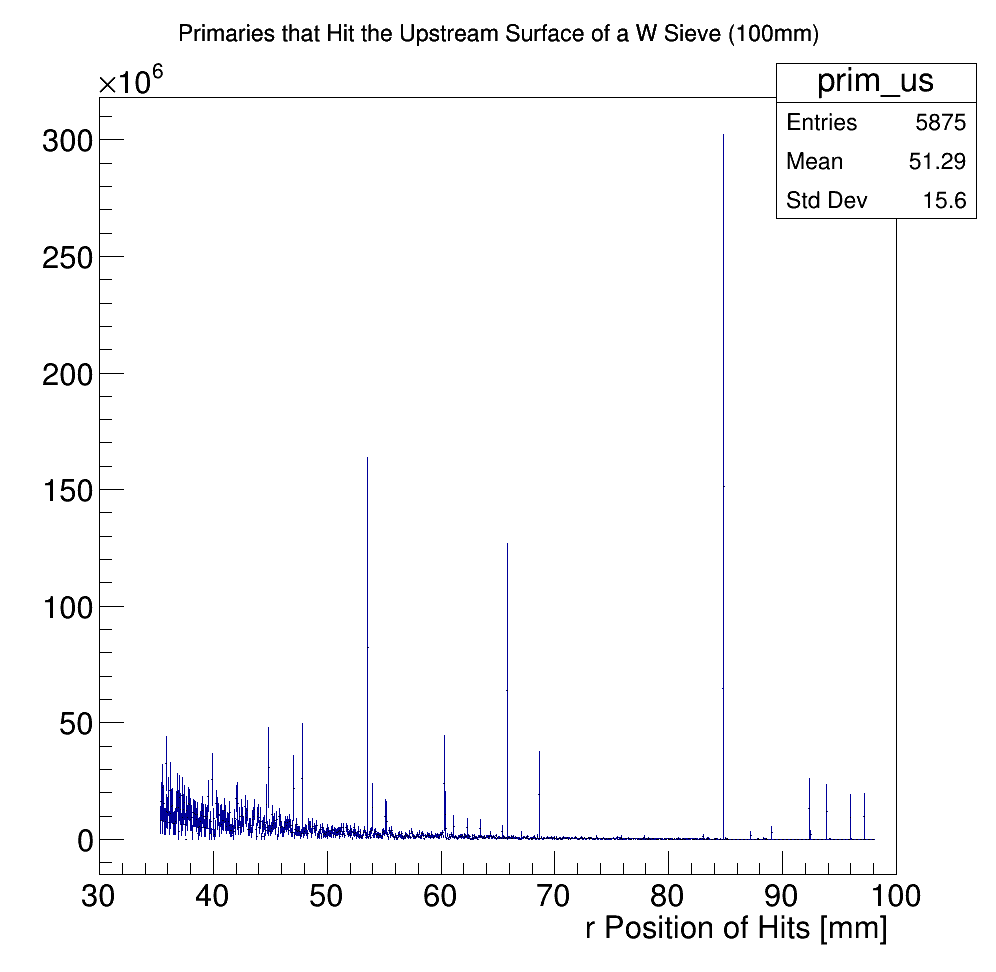 Primaries that Hit the Upstream Surface of a W Sieve (100mm)
×10⁶
prim_us
Entries 5875
Mean 51.29
Std Dev 15.6
300
250
200
150
100
50
0
30 40 50 60 70 80 90 100
r Position of Hits [mm]